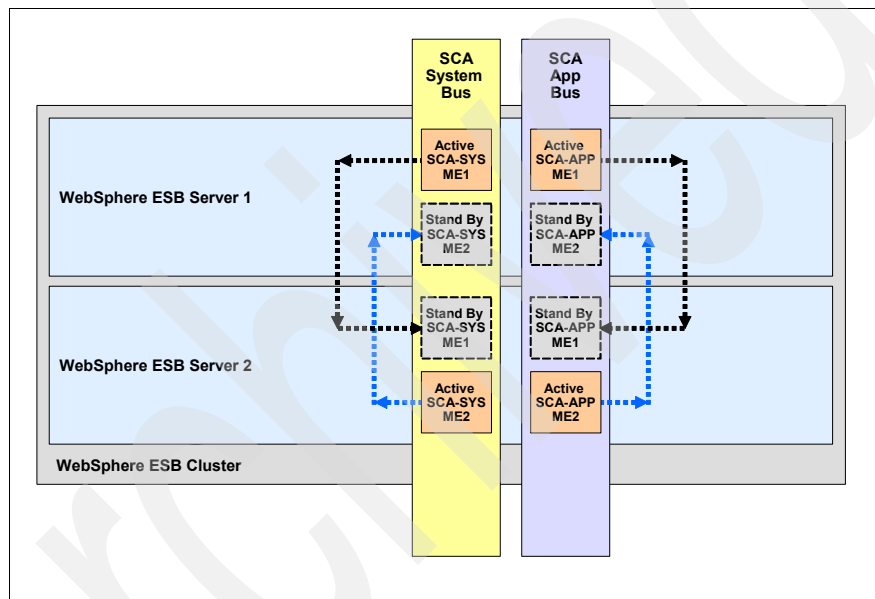 SCA
System
Bus
SCA
App
Bus
Active
SCA-SYS
ME1
Active
SCA-APP
ME1
WebSphere ESB Server 1
Stand By
SCA-SYS
ME2
Stand By
SCA-APP
ME2
Stand By
SCA-SYS
ME1
Stand By
SCA-APP
ME1
WebSphere ESB Server 2
Active
SCA-SYS
ME2
Active
SCA-APP
ME2
WebSphere ESB Cluster